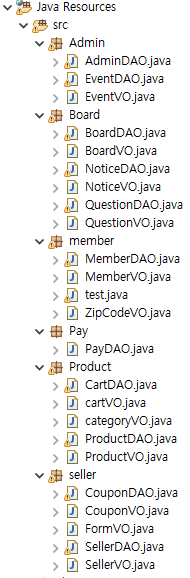 Java Resources
src
Admin
AdminDAO.java
EventDAO.java
EventVO.java
Board
BoardDAO.java
BoardVO.java
NoticeDAO.java
NoticeVO.java
QuestionDAO.java
QuestionVO.java
member
MemberDAO.java
MemberVO.java
test.java
ZipCodeVO.java
Pay
PayDAO.java
Product
CartDAO.java
cartVO.java
categoryVO.java
ProductDAO.java
ProductVO.java
seller
CouponDAO.java
CouponVO.java
FormVO.java
SellerDAO.java
SellerVO.java